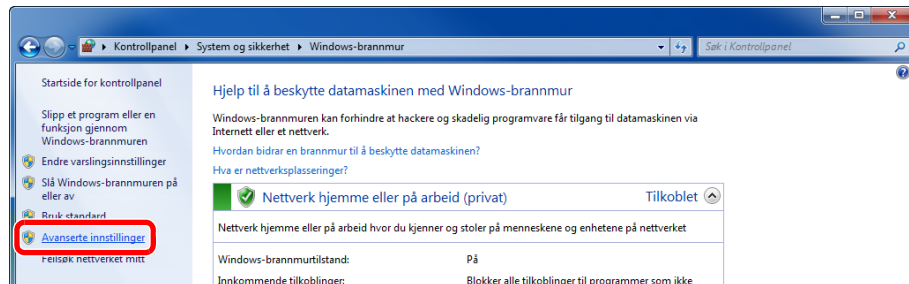 Kontrollpanel ▸ System og sikkerhet ▸ Windows-brannmur
Søk i Kontrollpanel
Startside for kontrollpanel
Slipp et program eller en
funksjon gjennom
Windows-brannmuren
Endre varslingsinnstillinger
Slå Windows-brannmuren på
eller av
Bruk standard
Avanserte innstillinger
Feilsøk nettverket mitt
Hjelp til å beskytte datamaskinen med Windows-brannmur
Windows-brannmuren kan forhindre at hackere og skadelig programvare får tilgang til datamaskinen via
Internett eller et nettverk.
Hvordan bidrar en brannmur til å beskytte datamaskinen?
Hva er nettverksplasseringer?
Nettverk hjemme eller på arbeid (privat) Tilkoblet
Nettverk hjemme eller på arbeid hvor du kjenner og stoler på menneskene og enhetene på nettverket
Windows-brannmurtilstand: På
Innkommende tilkoblinger: Blokker alle tilkoblinger til programmer som ikke